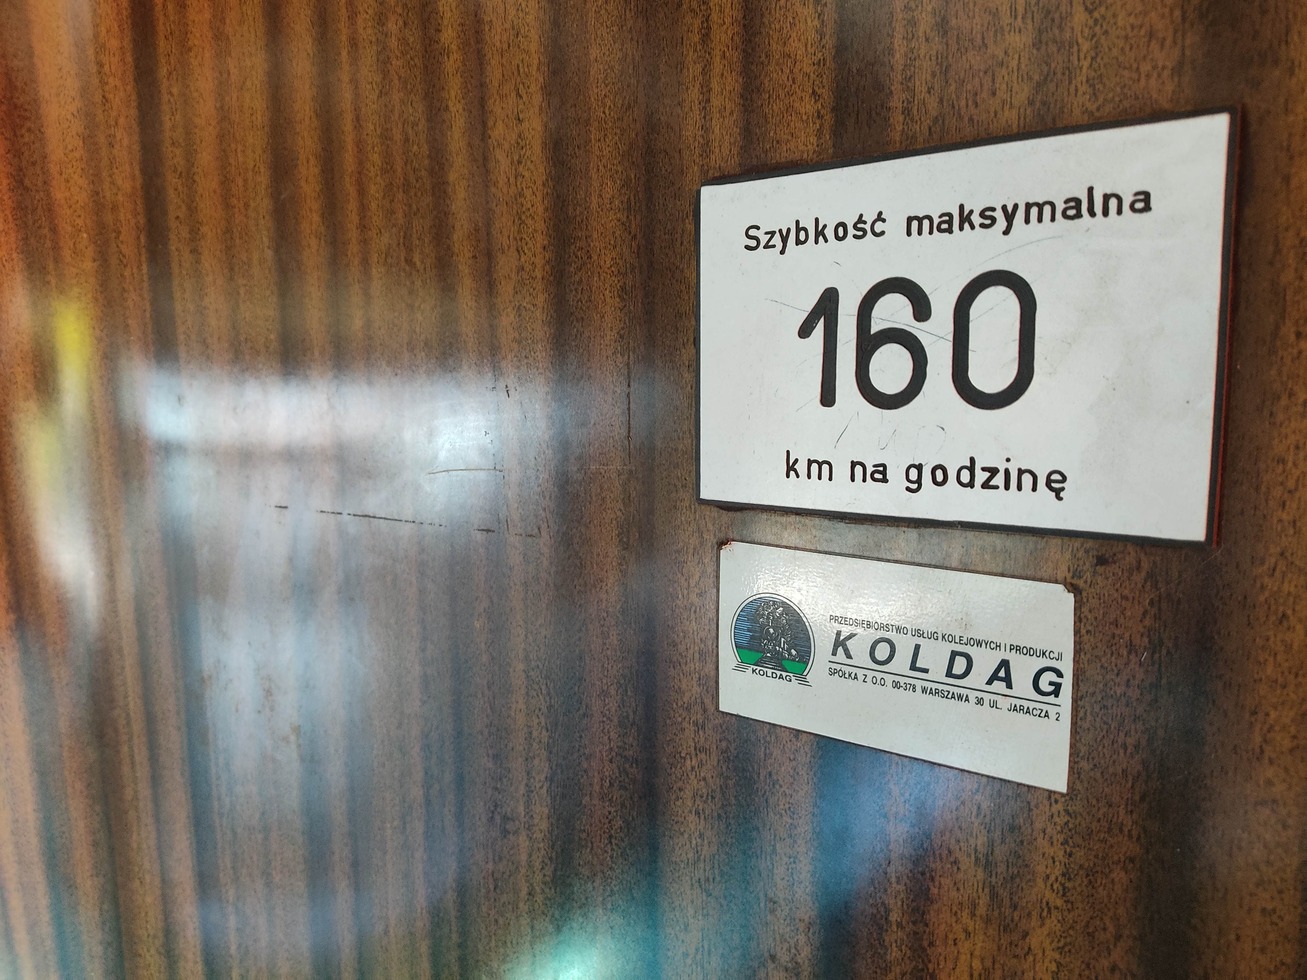 Szybkość maksymalna
160
km na godzinę
KOLDAG
PRZEDSIĘBIORSTWO USŁUG KOLEJOWYCH I PRODUKCJI
KOLDAG
SPÓŁKA Z O.O. 00-378 WARSZAWA 30 UL. JARACZA 2